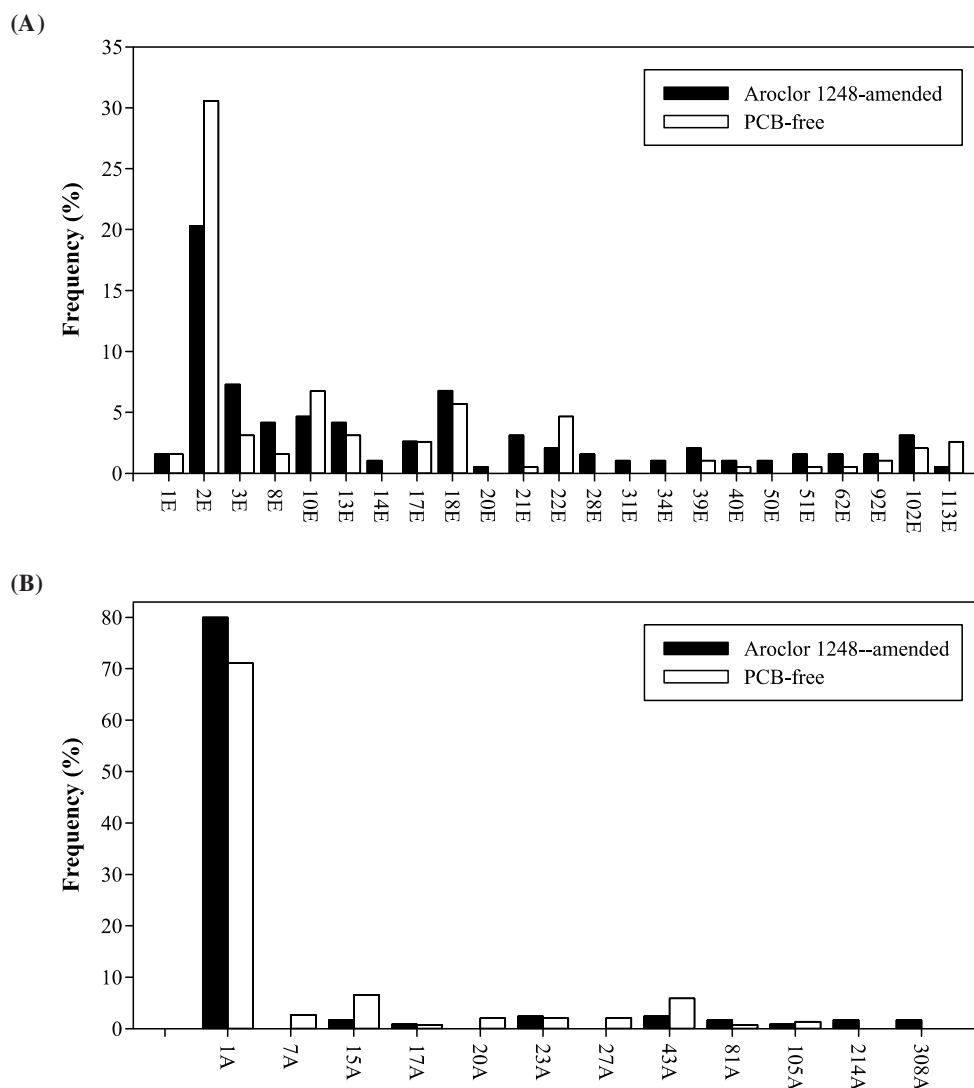 (A)
35
30
25
20
15
10
5
0
Frequency (%)
Aroclor 1248-amended
PCB-free
1E 2E 3E 8E 10E 13E 14E 17E 18E 20E 21E 22E 28E 31E 34E 39E 40E 50E 51E 62E 92E 102E 113E
(B)
80
70
60
50
40
30
20
10
0
Frequency (%)
Aroclor 1248--amended
PCB-free
1A 7A 15A 17A 20A 23A 27A 43A 81A 105A 214A 308A